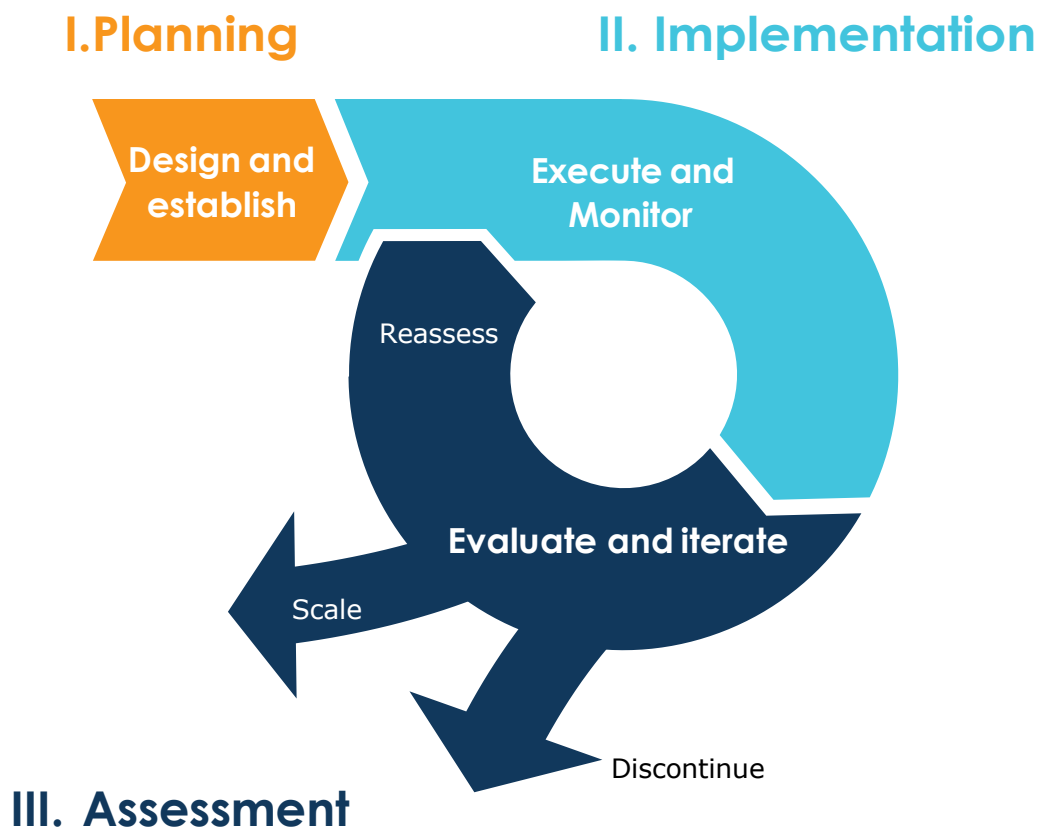 I.Planning
II. Implementation
Design and
establish
Execute and
Monitor
Reassess
Evaluate and iterate
Scale
Discontinue
III. Assessment